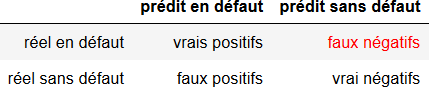 prédit en défaut prédit sans défaut
réel en défaut vrais positifs faux négatifs
réel sans défaut faux positifs vrai négatifs